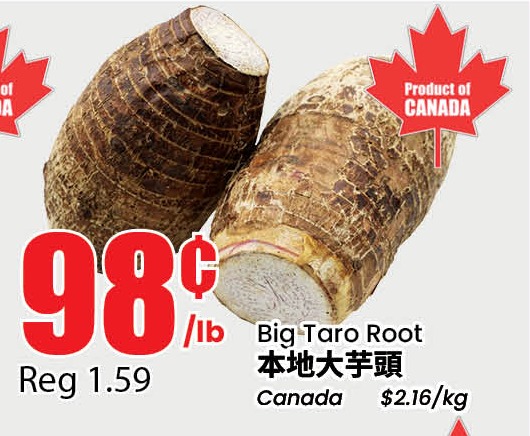 of
A
Product of
CANADA
98¢
/lb
Reg 1.59
Big Taro Root
本地大芋頭
Canada $2.16/kg